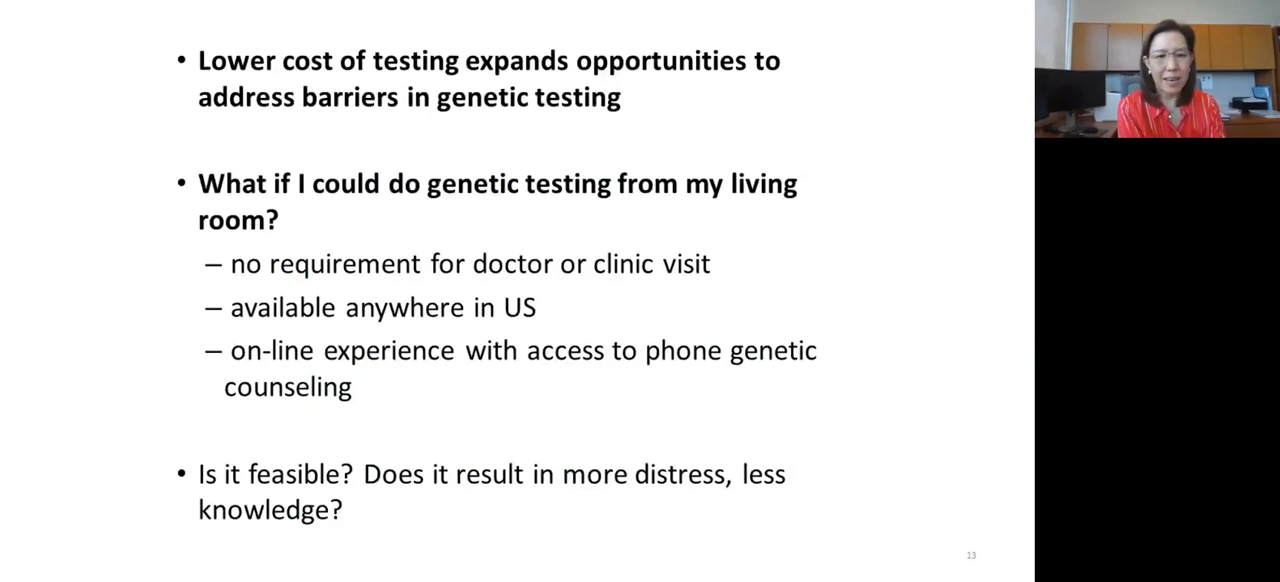 • Lower cost of testing expands opportunities to
address barriers in genetic testing
• What if I could do genetic testing from my living
room?
– no requirement for doctor or clinic visit
– available anywhere in US
– on-line experience with access to phone genetic
counseling
• Is it feasible? Does it result in more distress, less
knowledge?
13